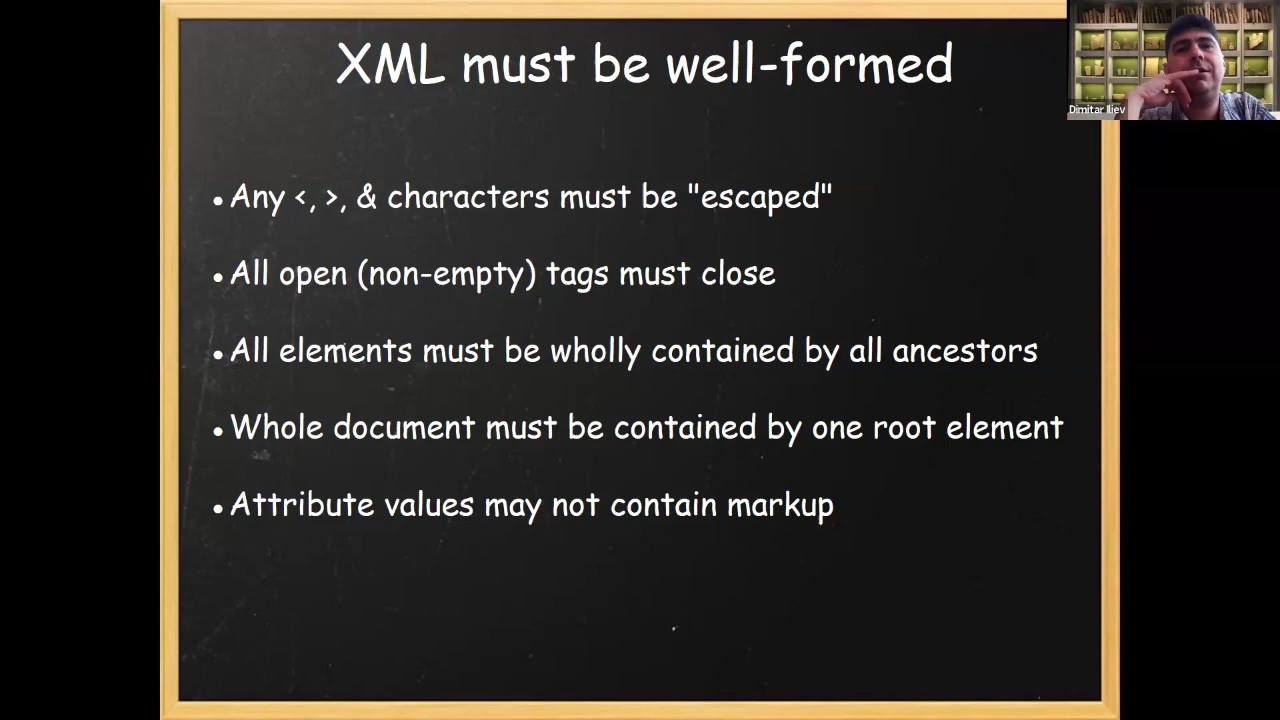 XML must be well-formed
Dimitar Iliev
• Any <, >, & characters must be "escaped"
• All open (non-empty) tags must close
• All elements must be wholly contained by all ancestors
• Whole document must be contained by one root element
• Attribute values may not contain markup